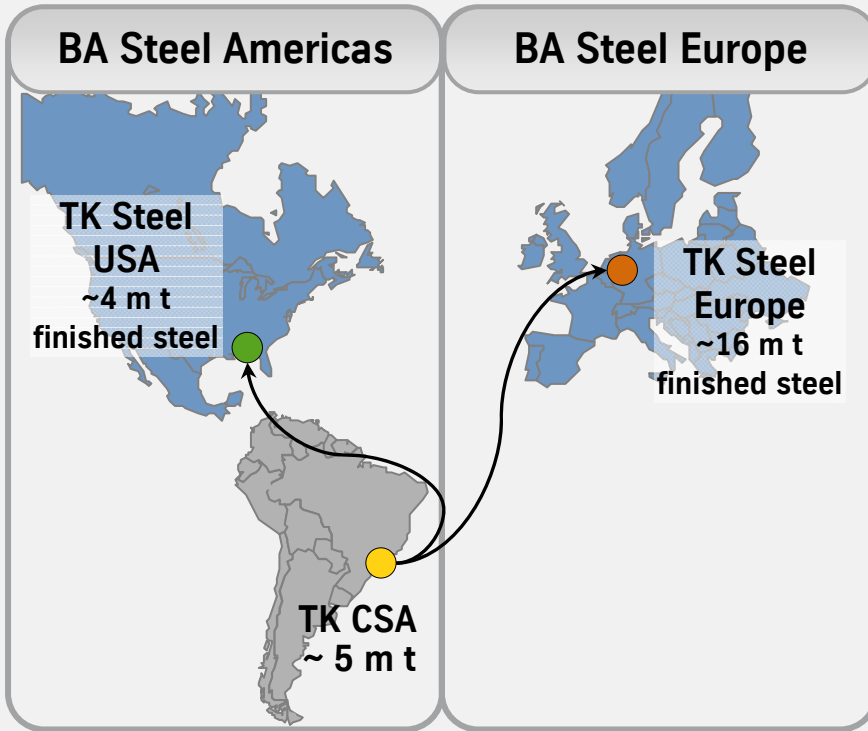 BA Steel Americas
BA Steel Europe
TK Steel
USA
~4 m t
finished steel
TK Steel
Europe
~16 m t
finished steel
TK CSA
~ 5 m t